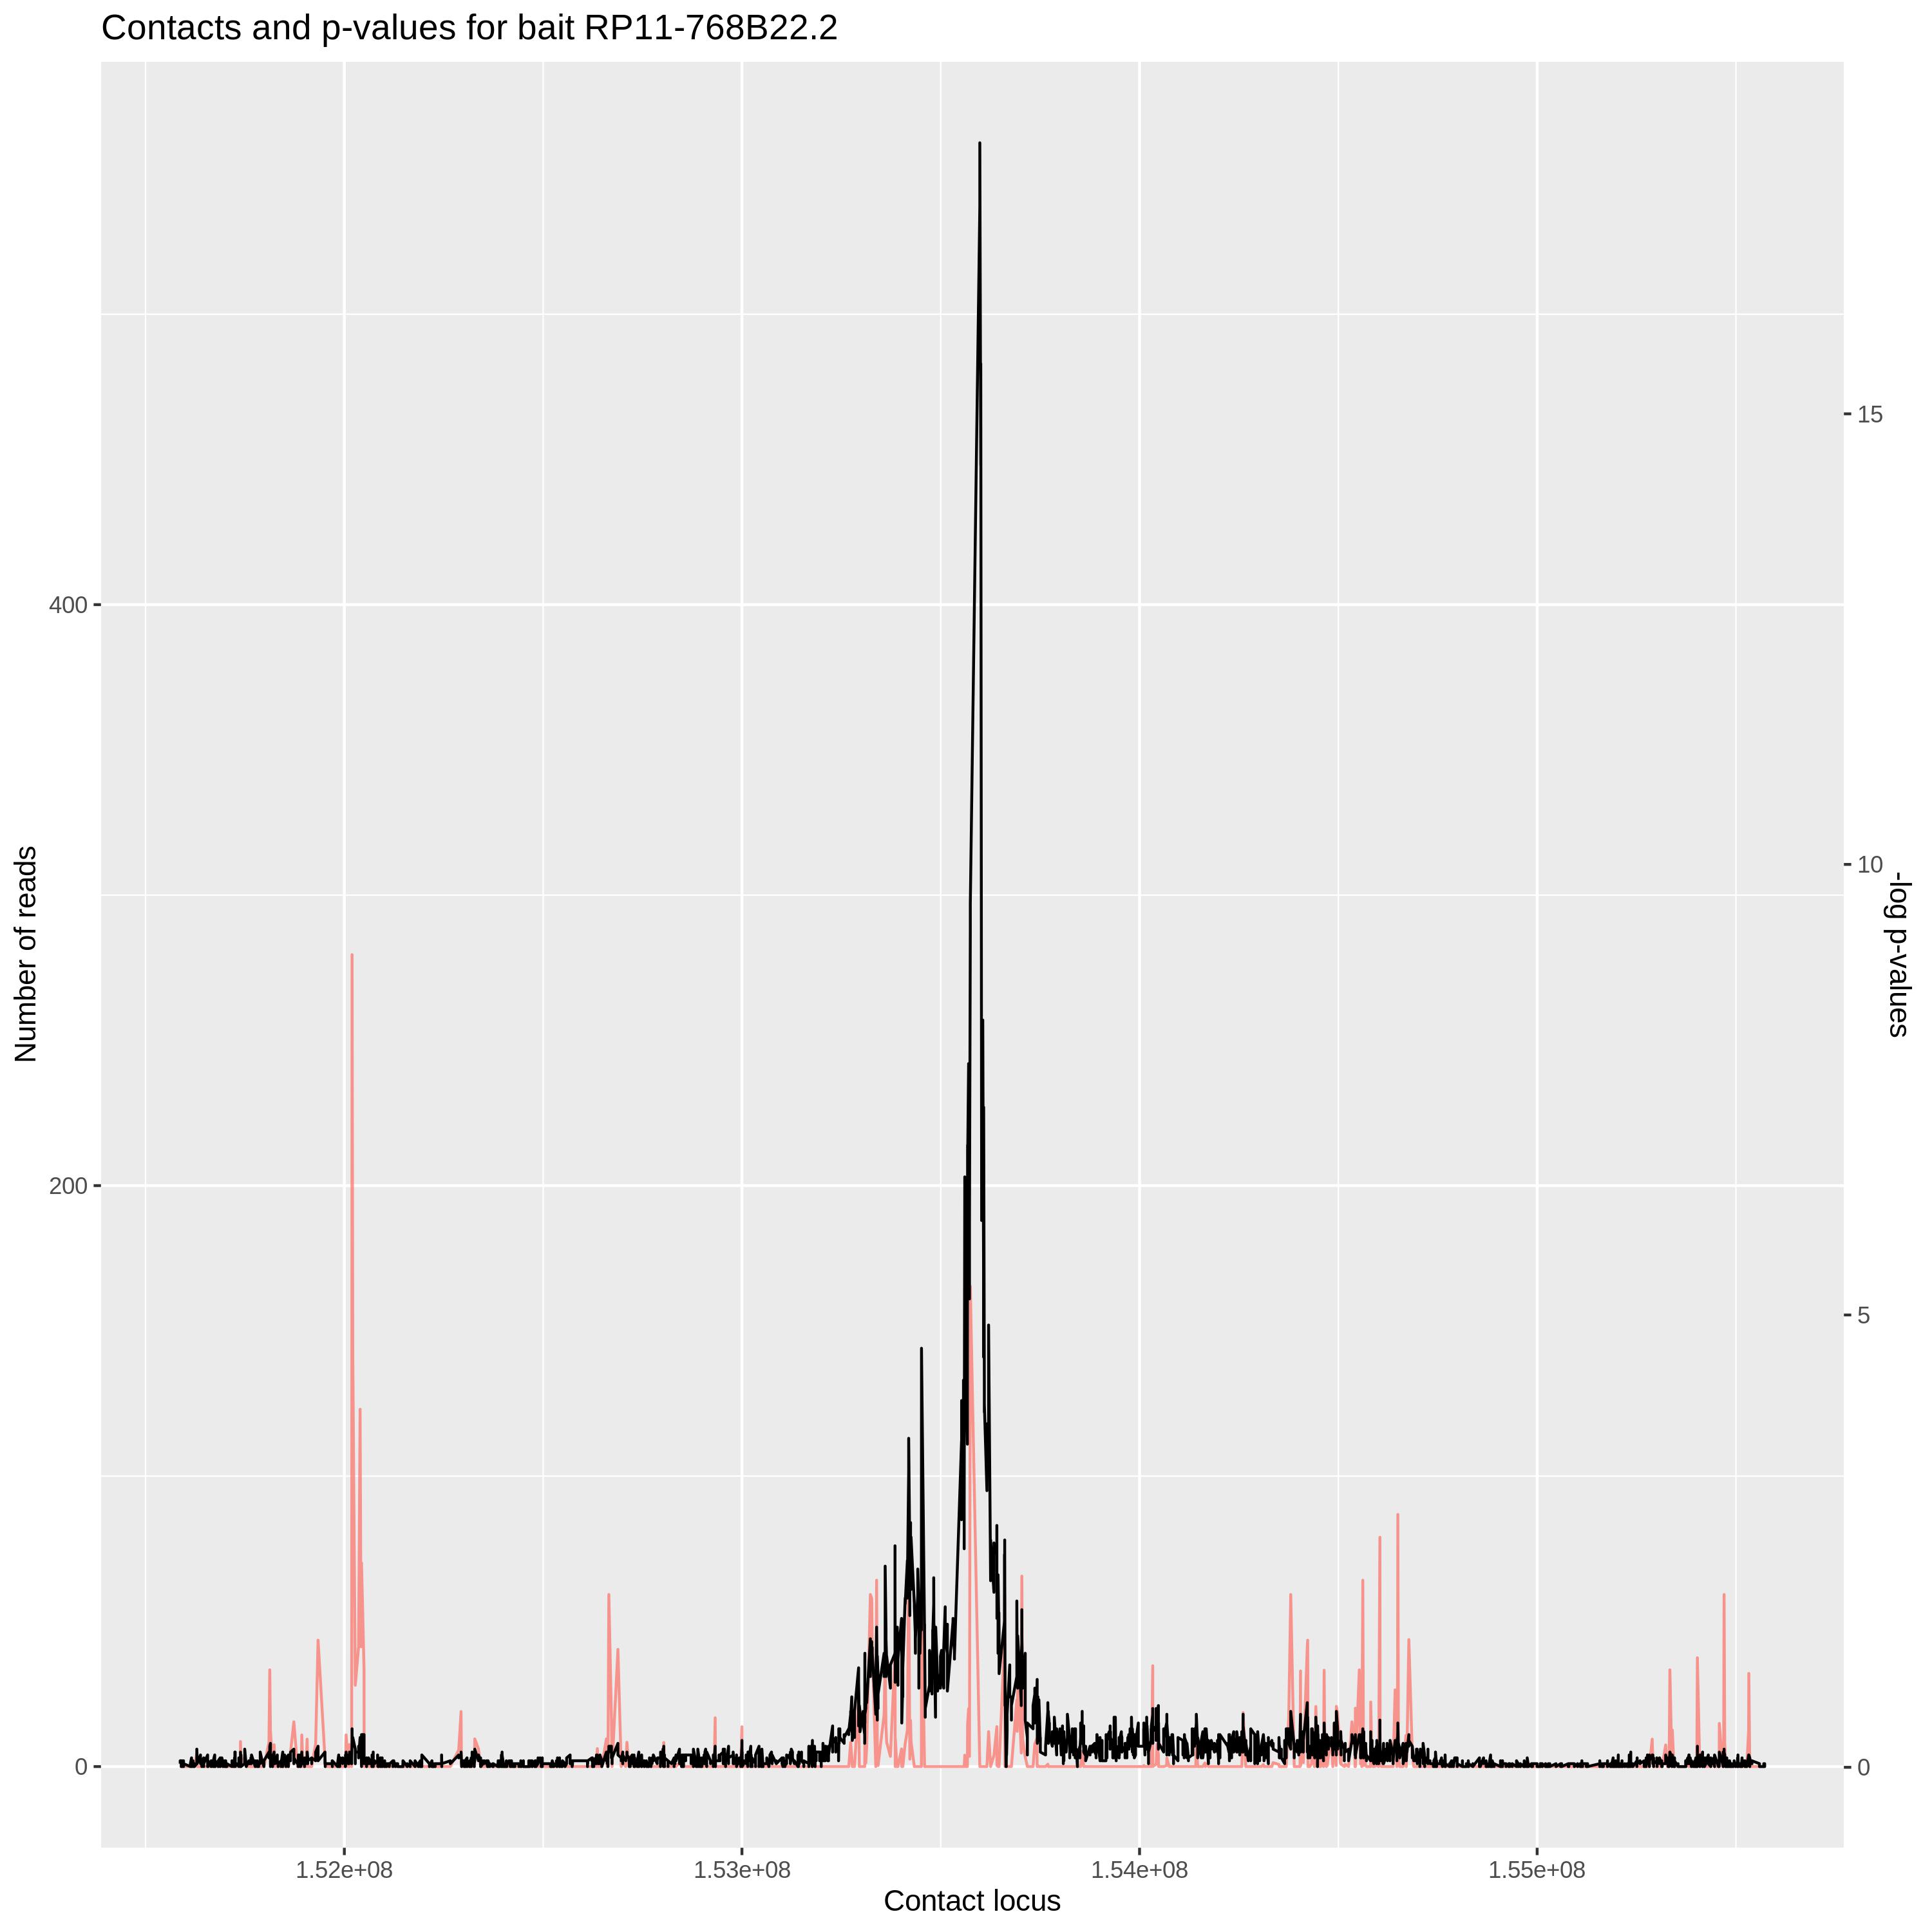 Contacts and p-values for bait RP11-768B22.2
Number of reads
400
200
0
15
10
5
0
-log p-values
1.52e+08
1.53e+08
1.54e+08
1.55e+08
Contact locus